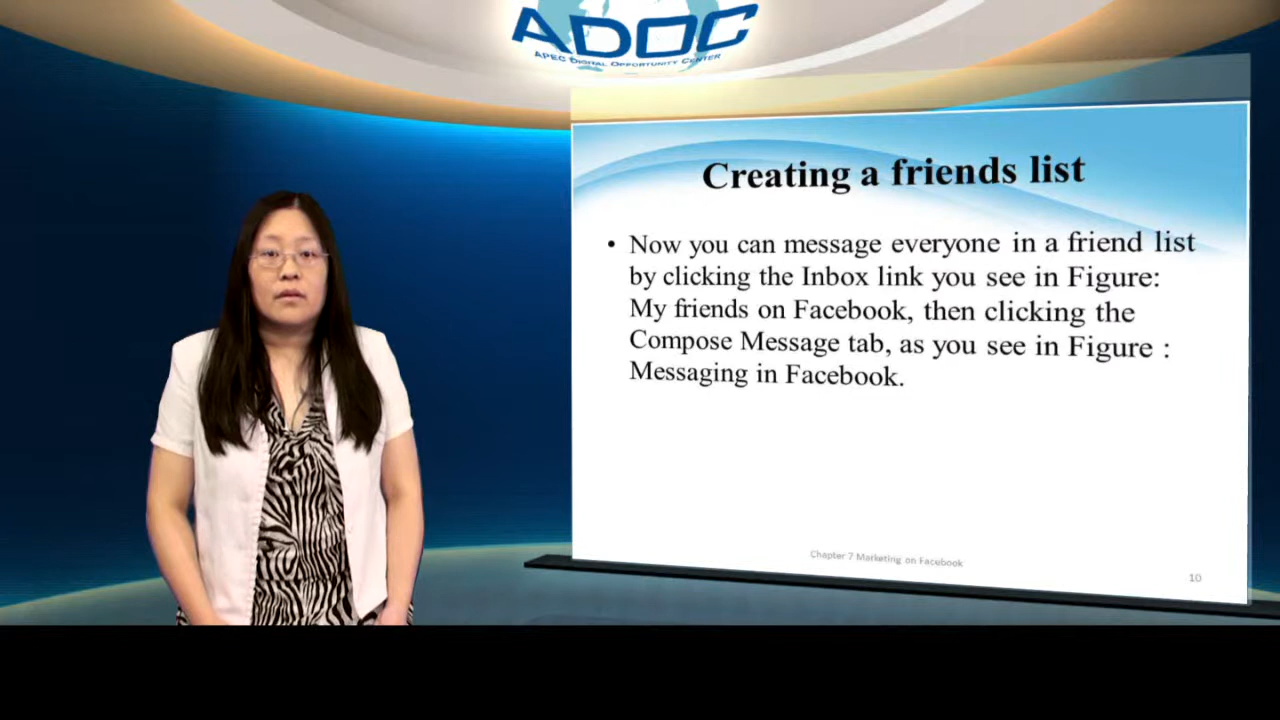 ADOC
APEC DIGITAL OPPORTUNITY CENTER
Creating a friends list
• Now you can message everyone in a friend list
by clicking the Inbox link you see in Figure:
My friends on Facebook, then clicking the
Compose Message tab, as you see in Figure :
Messaging in Facebook.
Chapter 7 Marketing on Facebook
10